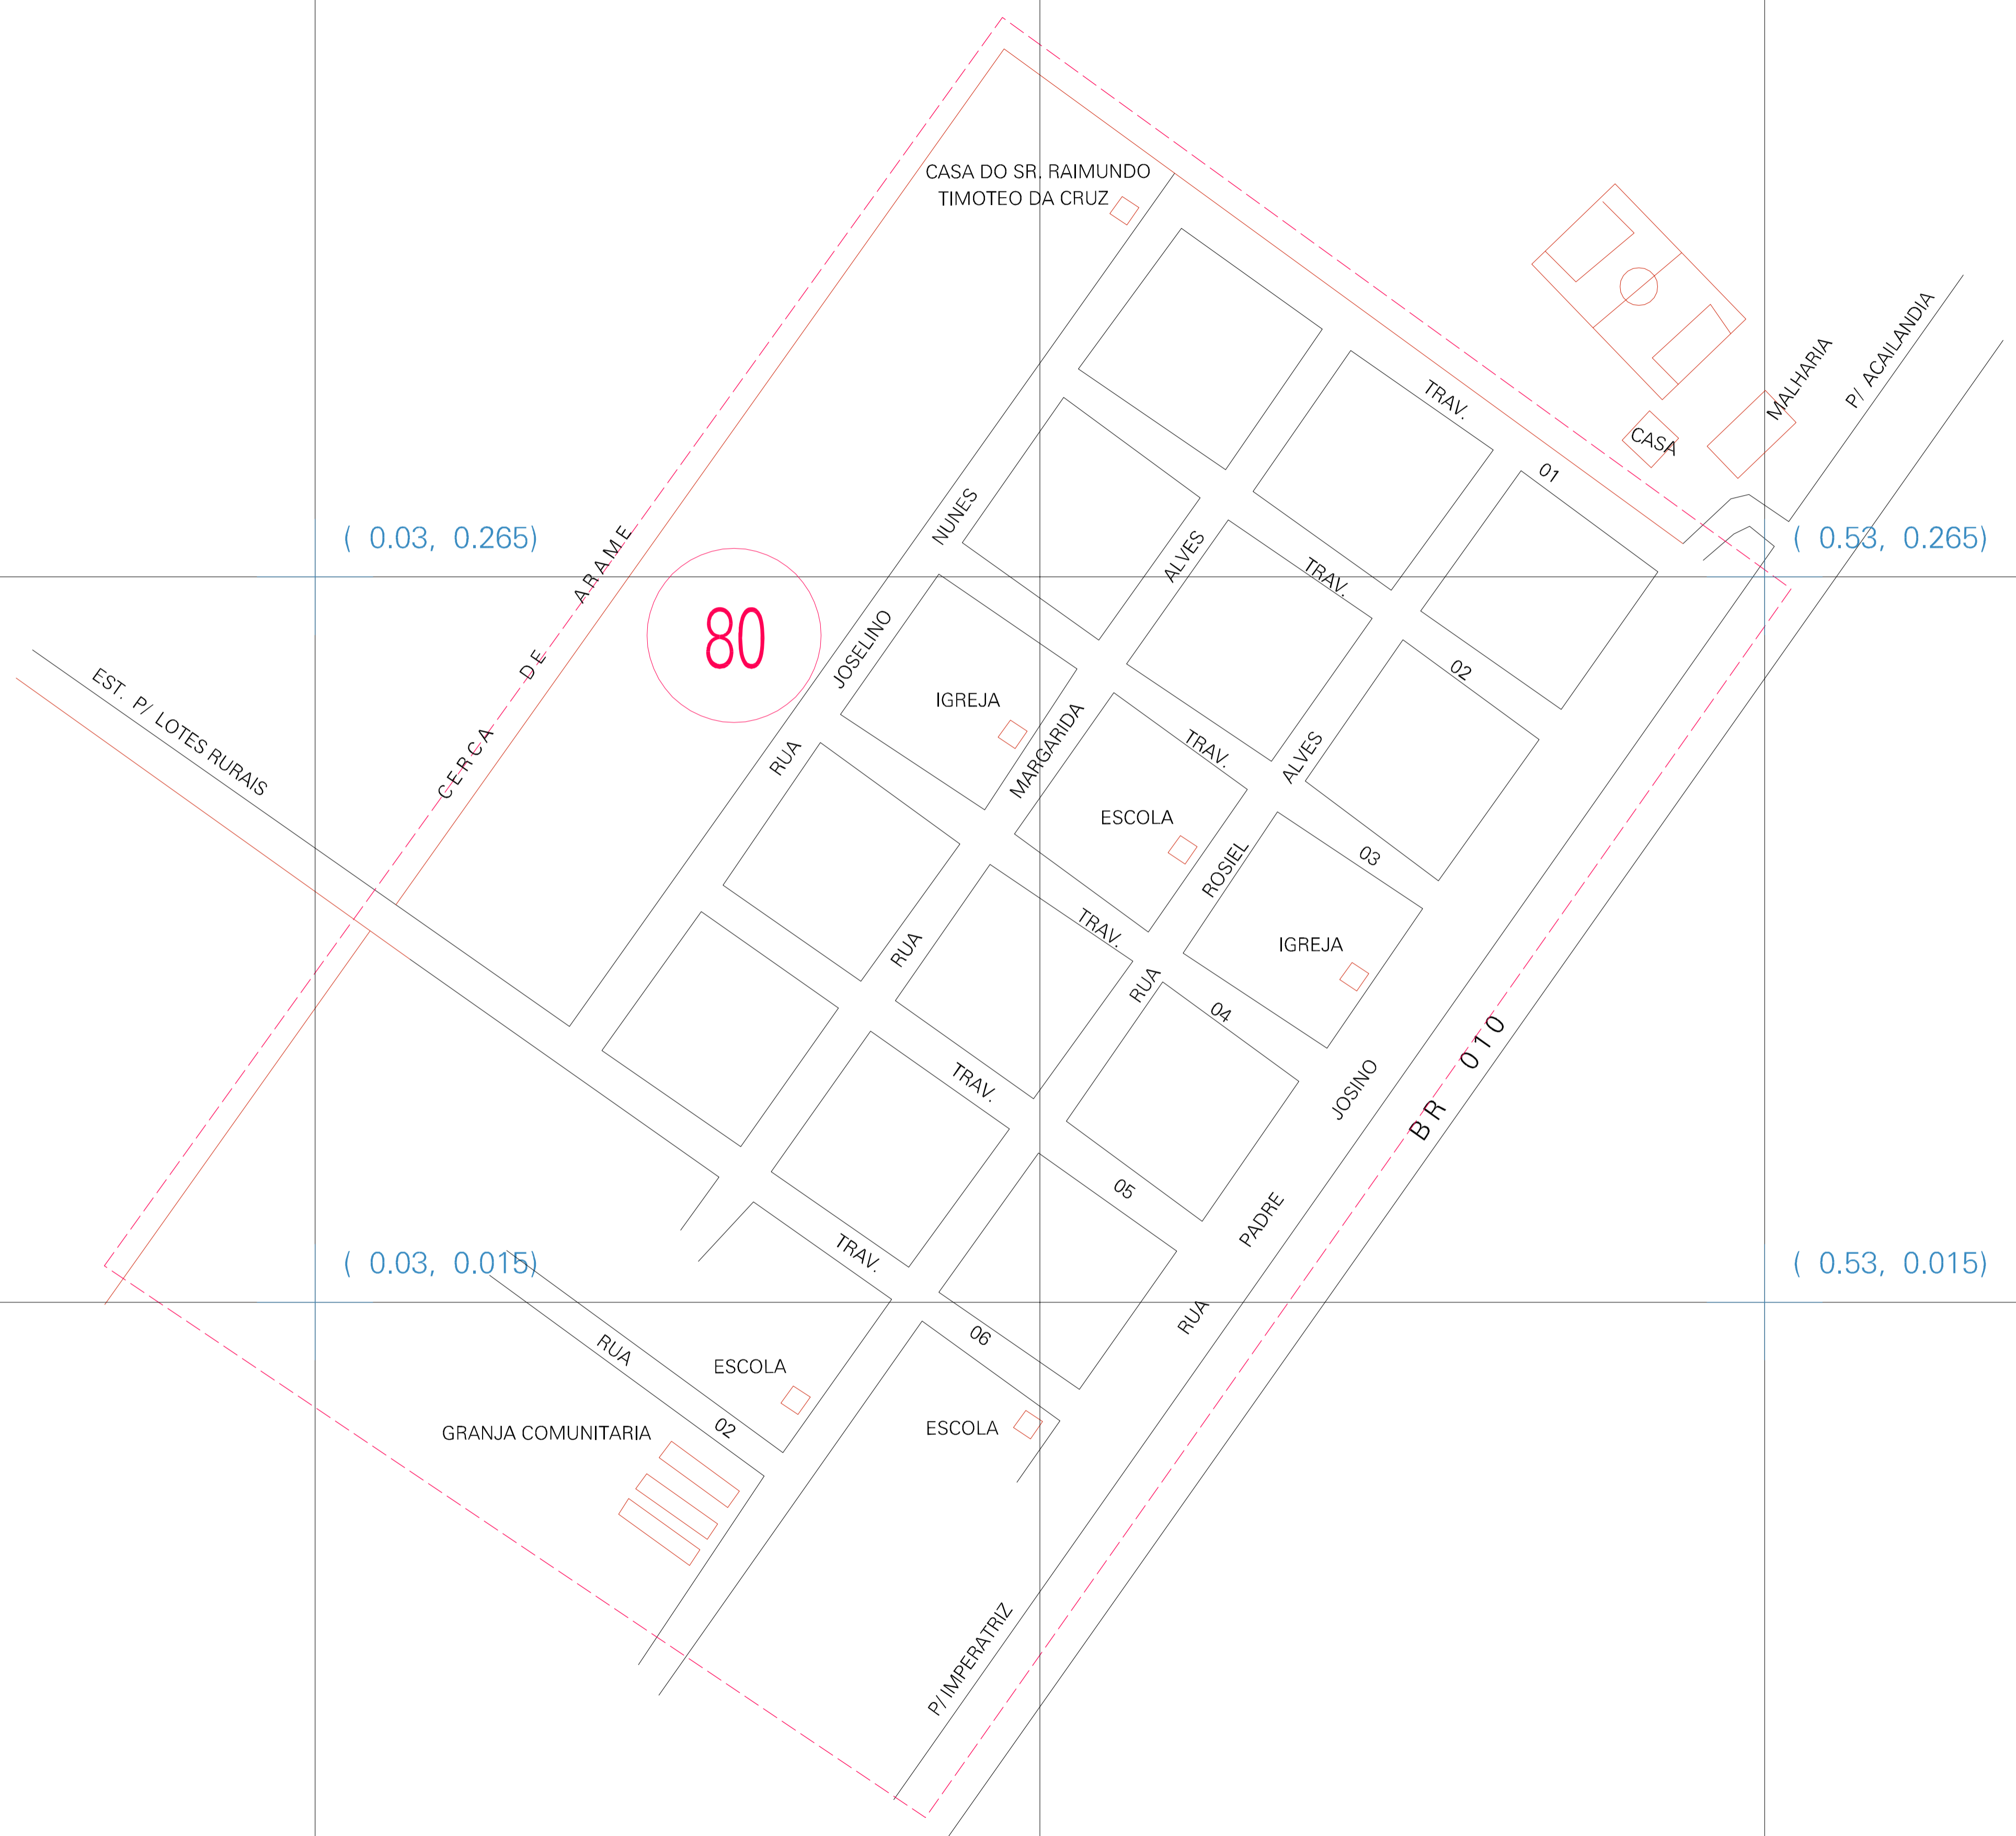 CASA DO SR. RAIMUNDO
TIMOTEO DA CRUZ
MALHARIA
P/ ACAILANDIA
CASA
TRAV. 01
( 0.03, 0.265)
( 0.53, 0.265)
CERCA DE ARAME
80
EST. P/ LOTES RURAIS
RUA JOSELINO NUNES
RUA MARGARIDA ALVES
RUA ROSIEL ALVES
TRAV. 02
IGREJA
TRAV. 03
ESCOLA
TRAV. 04
IGREJA
TRAV. 05
RUA PADRE JOSINO
BR 010
TRAV. 06
( 0.03, 0.015)
( 0.53, 0.015)
RUA 02
ESCOLA
GRANJA COMUNITARIA
ESCOLA
P/ IMPERATRIZ